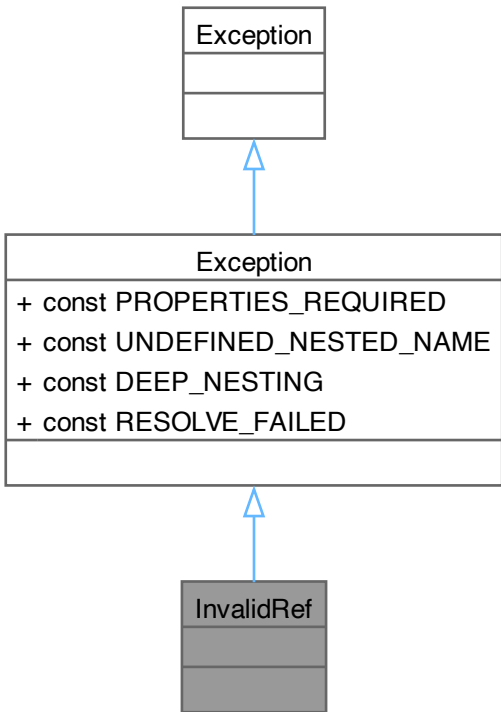 Exception
Exception
+ const PROPERTIES_REQUIRED
+ const UNDEFINED_NESTED_NAME
+ const DEEP_NESTING
+ const RESOLVE_FAILED
InvalidRef